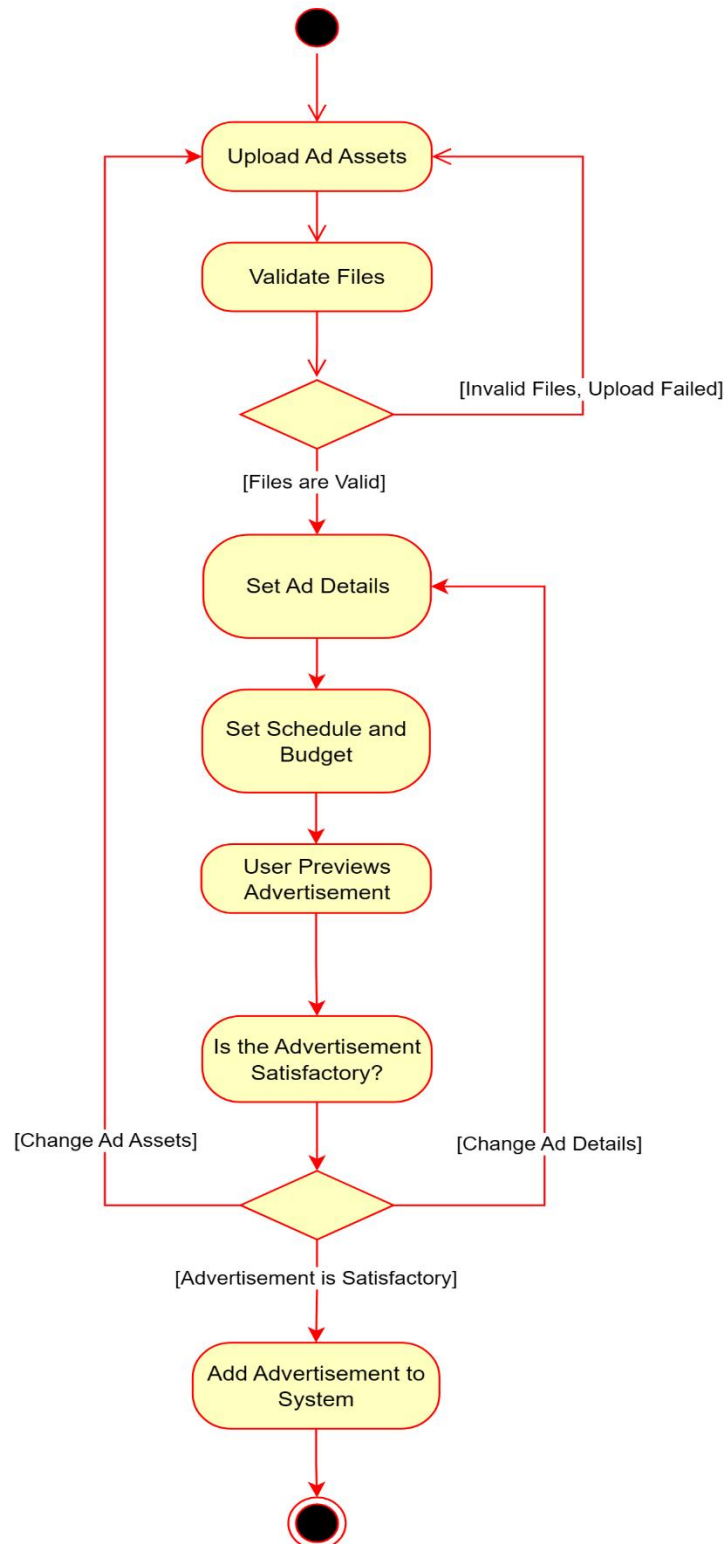 Upload Ad Assets
Validate Files
[Invalid Files, Upload Failed]
[Files are Valid]
Set Ad Details
Set Schedule and
Budget
User Previews
Advertisement
Is the Advertisement
Satisfactory?
[Change Ad Assets]
[Change Ad Details]
[Advertisement is Satisfactory]
Add Advertisement to
System